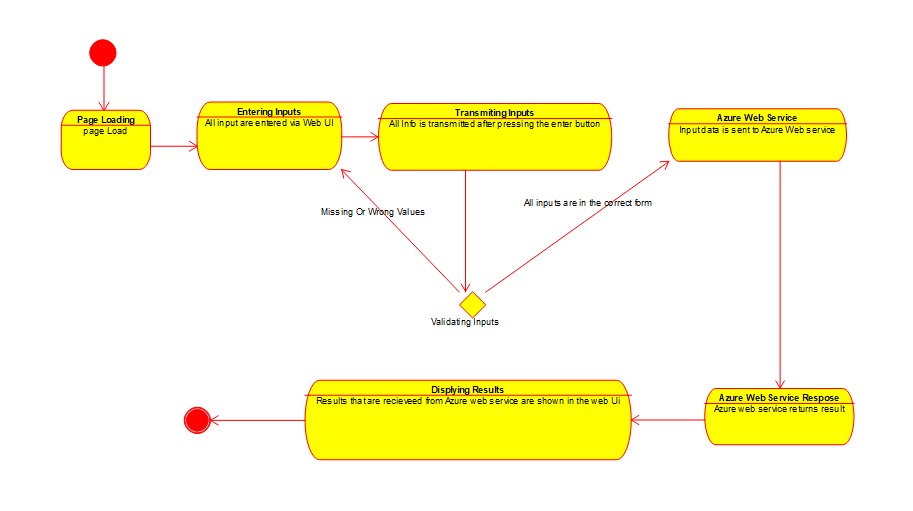 Page Loading
page Load
Entering Inputs
All input are entered via Web UI
Transmiting Inputs
All Info is transmitted after pressing the enter button
Azure Web Service
Input data is sent to Azure Web service
Missing Or Wrong Values
All inputs are in the correct form
Validating Inputs
Displying Results
Results that are recieveed from Azure web service are shown in the web Ui
Azure Web Service Respose
Azure web service returns result